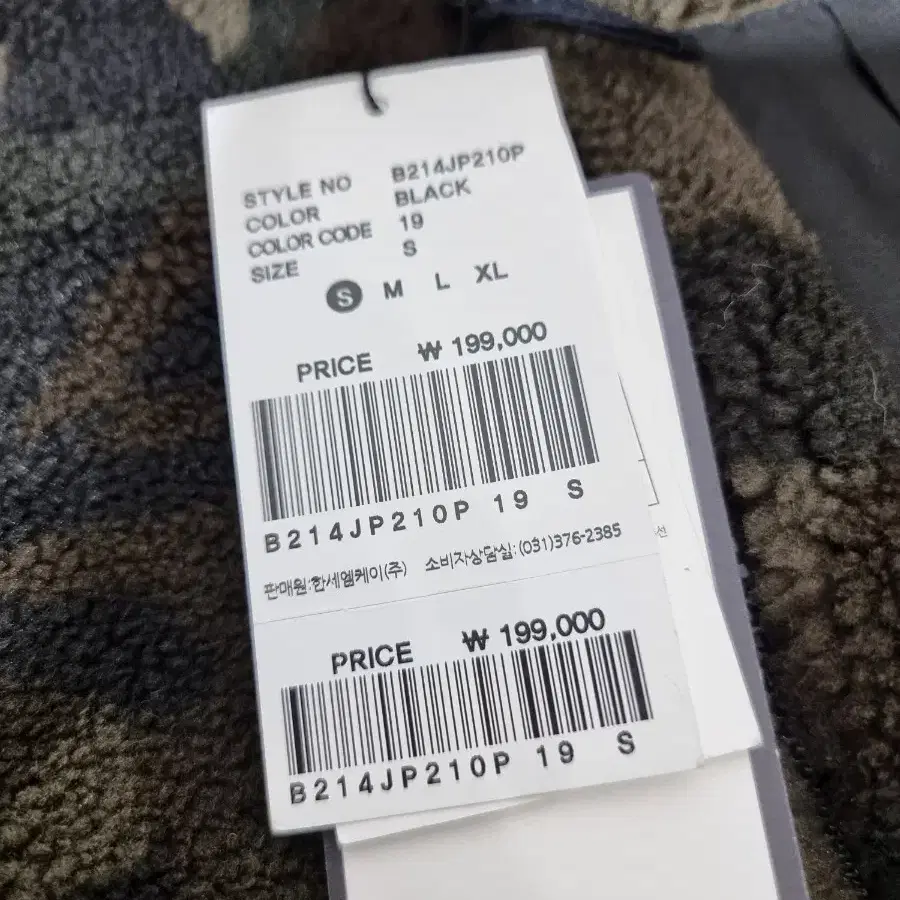 STYLE NO B214JP210P
COLOR BLACK
COLOR CODE 19
SIZE S
S M L XL
PRICE ₩ 199,000
B214JP210P 19 S
판매원:한세엠케이(주) 소비자상담실:(031)376-2385
선
PRICE ₩ 199,000
B214JP210P 19 S